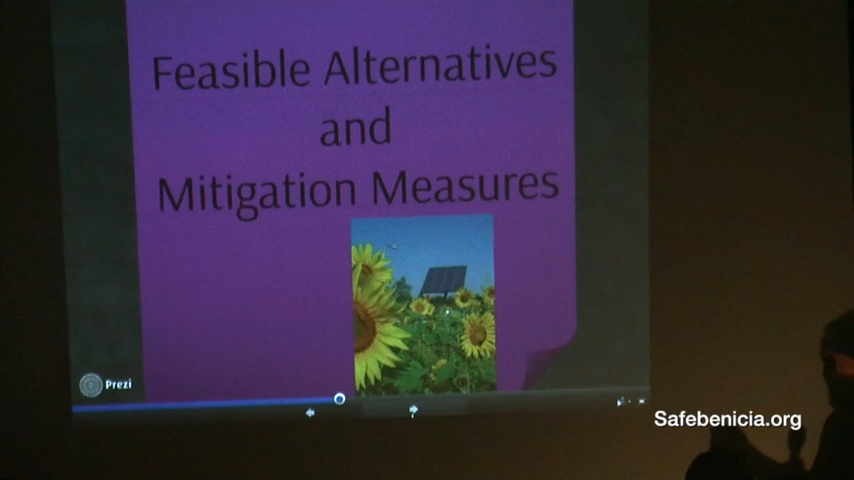 Feasible Alternatives
and
Mitigation Measures
Prezi
Safebenicia.org